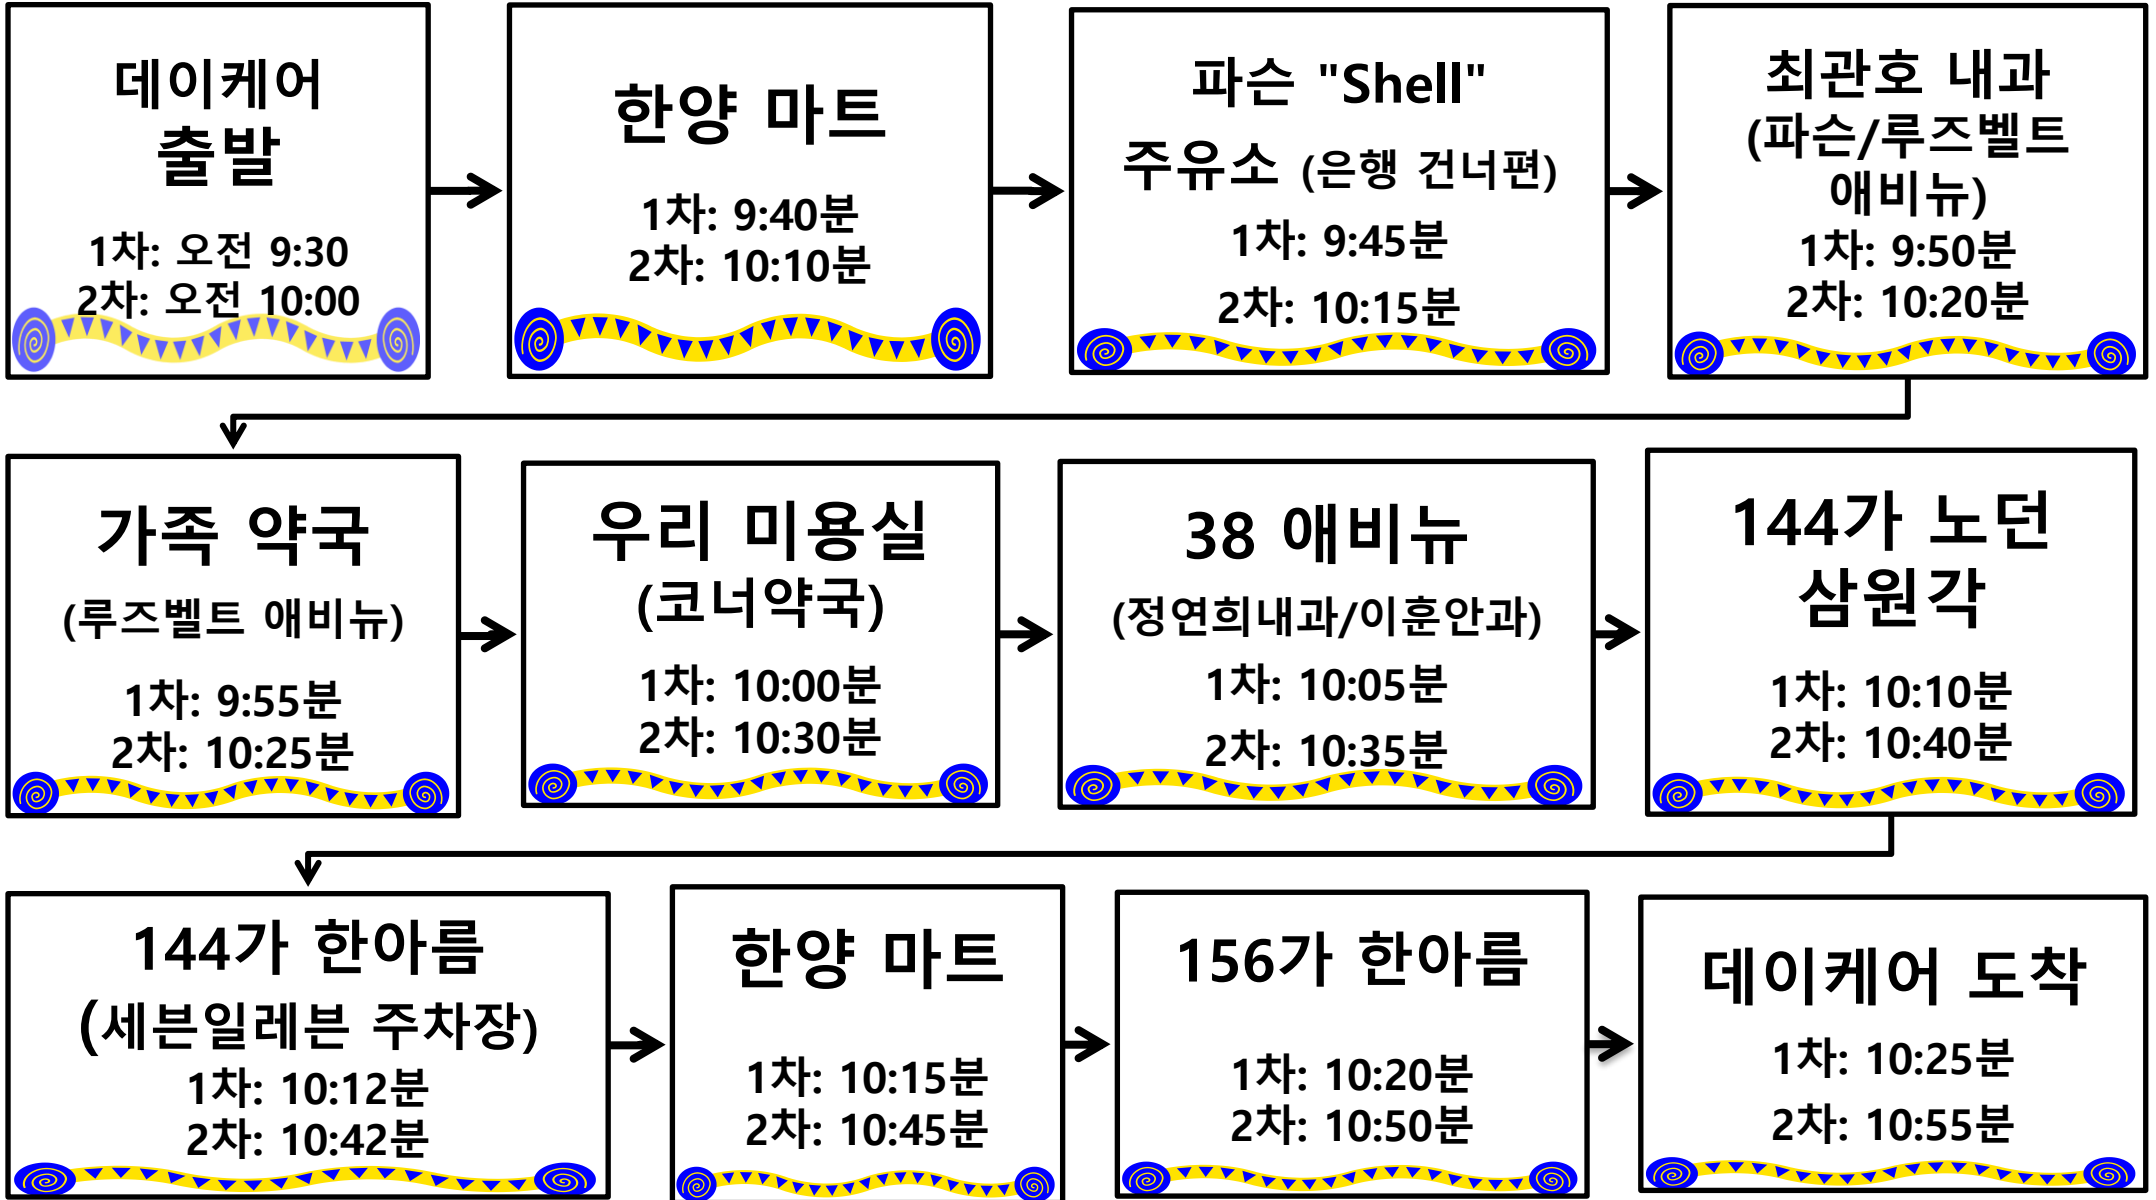 데이케어
출발
1차: 오전 9:30
2차: 오전 10:00
한양 마트
1차: 9:40분
2차: 10:10분
파슨 "Shell"
주유소 (은행 건너편)
1차: 9:45분
2차: 10:15분
최관호 내과
(파슨/루즈벨트
애비뉴)
1차: 9:50분
2차: 10:20분
가족 약국
(루즈벨트 애비뉴)
1차: 9:55분
2차: 10:25분
우리 미용실
(코너약국)
1차: 10:00분
2차: 10:30분
38 애비뉴
(정연희내과/이훈안과)
1차: 10:05분
2차: 10:35분
144가 노던
삼원각
1차: 10:10분
2차: 10:40분
144가 한아름
(세븐일레븐 주차장)
1차: 10:12분
2차: 10:42분
한양 마트
1차: 10:15분
2차: 10:45분
156가 한아름
1차: 10:20분
2차: 10:50분
데이케어 도착
1차: 10:25분
2차: 10:55분